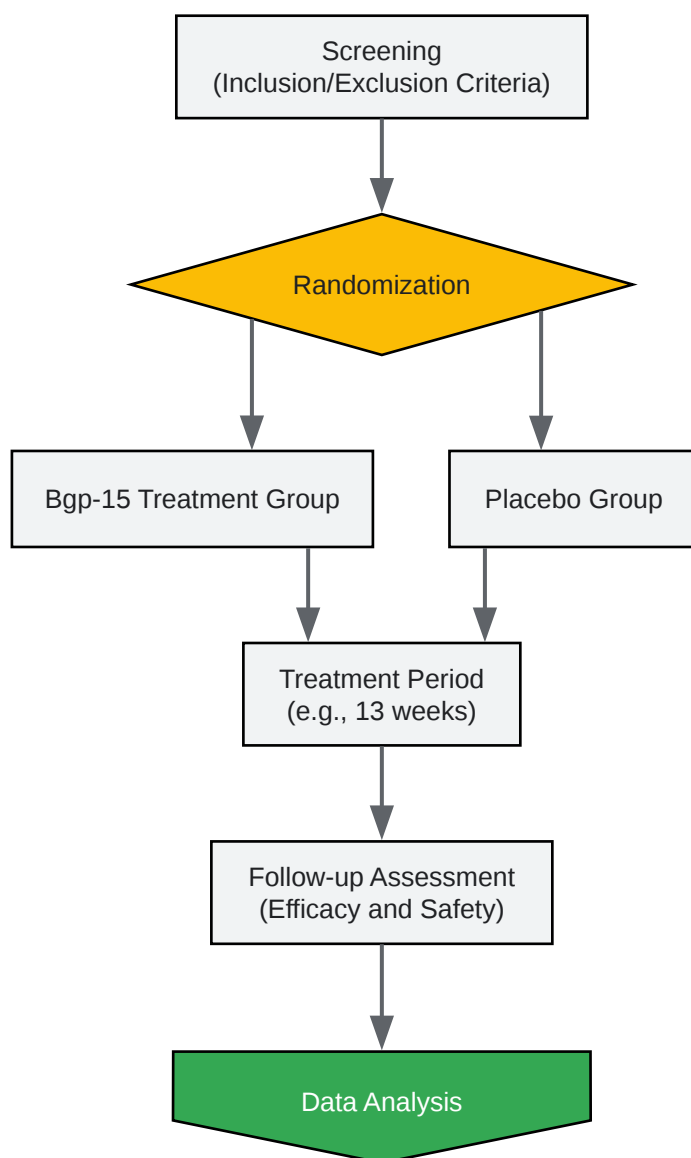 Screening
(Inclusion/Exclusion Criteria)
Randomization
Bgp-15 Treatment Group
Placebo Group
Treatment Period
(e.g., 13 weeks)
Follow-up Assessment
(Efficacy and Safety)
Data Analysis